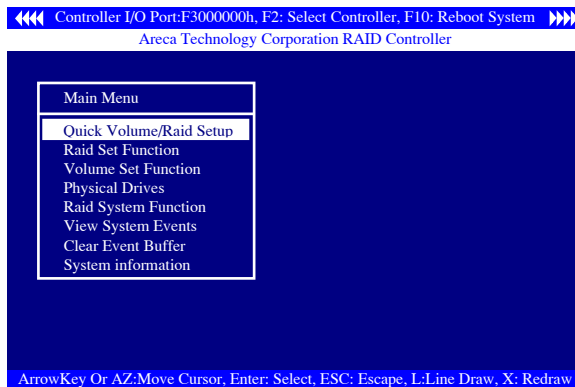 Controller I/O Port:F3000000h, F2: Select Controller, F10: Reboot System
Areca Technology Corporation RAID Controller
Main Menu
Quick Volume/Raid Setup
Raid Set Function
Volume Set Function
Physical Drives
Raid System Function
View System Events
Clear Event Buffer
System information
ArrowKey Or AZ:Move Cursor, Enter: Select, ESC: Escape, L:Line Draw, X: Redraw